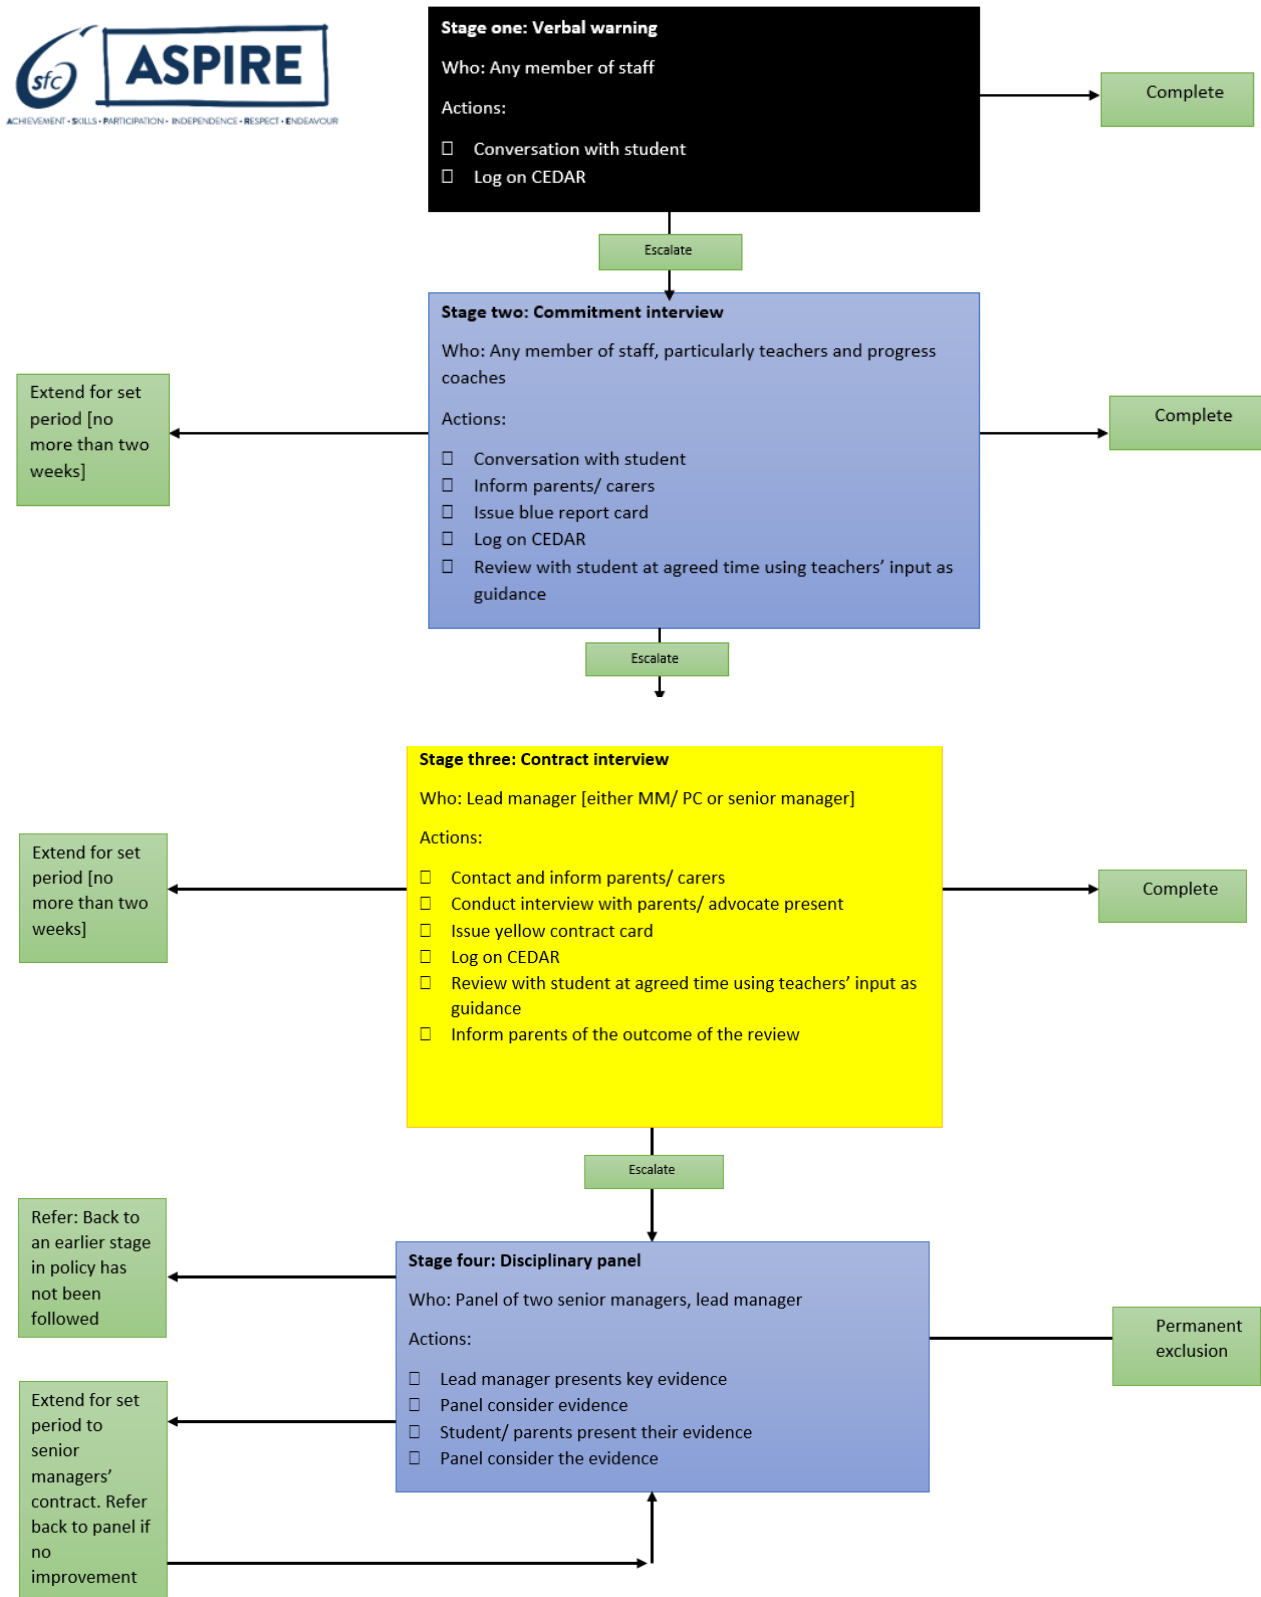 sfc
ASPIRE
ACHIEVEMENT • SKILLS • PARTICIPATION • INDEPENDENCE • RESPECT • ENDEAVOUR
Stage one: Verbal warning
Who: Any member of staff
Actions:
Conversation with student
Log on CEDAR
Complete
Escalate
Stage two: Commitment interview
Who: Any member of staff, particularly teachers and progress
coaches
Actions:
Conversation with student
Inform parents/ carers
Issue blue report card
Log on CEDAR
Review with student at agreed time using teachers’ input as
guidance
Extend for set
period [no
more than two
weeks]
Complete
Escalate
Stage three: Contract interview
Who: Lead manager [either MM/ PC or senior manager]
Actions:
Contact and inform parents/ carers
Conduct interview with parents/ advocate present
Issue yellow contract card
Log on CEDAR
Review with student at agreed time using teachers’ input as
guidance
Inform parents of the outcome of the review
Extend for set
period [no
more than two
weeks]
Complete
Escalate
Stage four: Disciplinary panel
Who: Panel of two senior managers, lead manager
Actions:
Lead manager presents key evidence
Panel consider evidence
Student/ parents present their evidence
Panel consider the evidence
Refer: Back to
an earlier stage
in policy has
not been
followed
Permanent
exclusion
Extend for set
period to
senior
managers’
contract. Refer
back to panel if
no
improvement